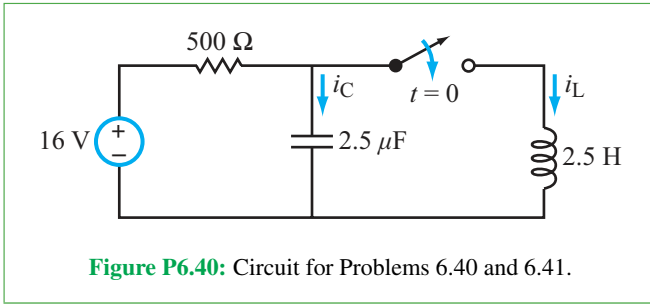 500 Ω
iC
t = 0
iL
16 V
+
−
2.5 μF
2.5 H
Figure P6.40: Circuit for Problems 6.40 and 6.41.